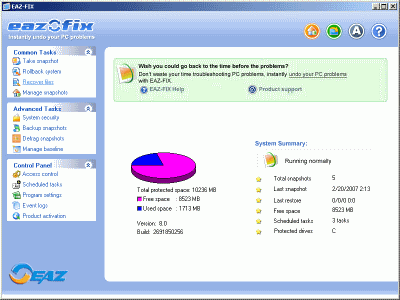 EAZ-FIX
eazfix
Instantly undo your PC problems
A
?
Common Tasks
Take snapshot
Rollback system
Recover files
Manage snapshots
Advanced Tasks
System security
Backup snapshots
Defrag snapshots
Manage baseline
Control Panel
Access control
Scheduled tasks
Program settings
Event logs
Product activation
EAZ
Wish you could go back to the time before the problems?
Don't waste your time troubleshooting PC problems, instantly undo your PC problems
with EAZ-FIX.
EAZ-FIX Help
Product support
Total protected space: 10236 MB
Free space : 8523 MB
Used space : 1713 MB
Version: 8.0
Build: 2691850256
System Summary:
Running normally
Total snapshots 5
Last snapshot 2/20/2007 2:13
Last restore 0/0/0 0:0
Free space 8523 MB
Scheduled tasks 3 tasks
Protected drives C